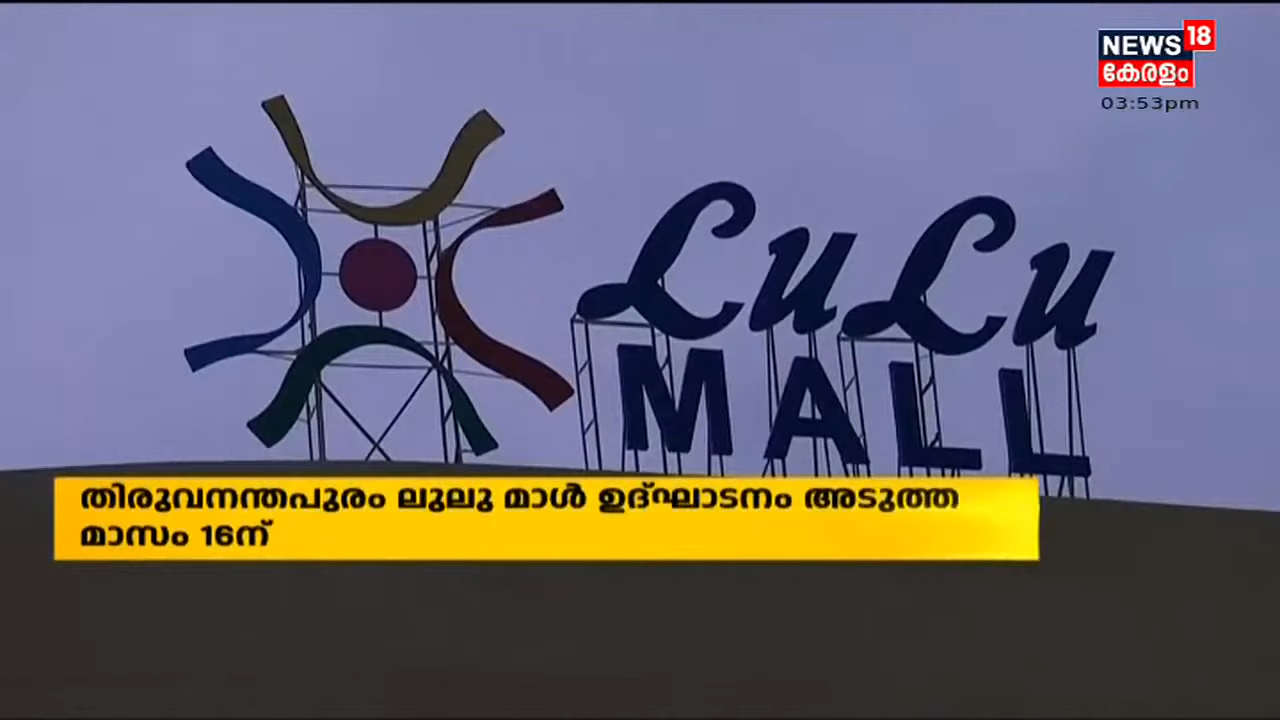 NEWS 18
കേരളം
03:53pm
LuLu
MALL
തിരുവനന്തപുരം ലുലു മാൾ ഉദ്ഘാടനം അടുത്ത
മാസം 16ന്